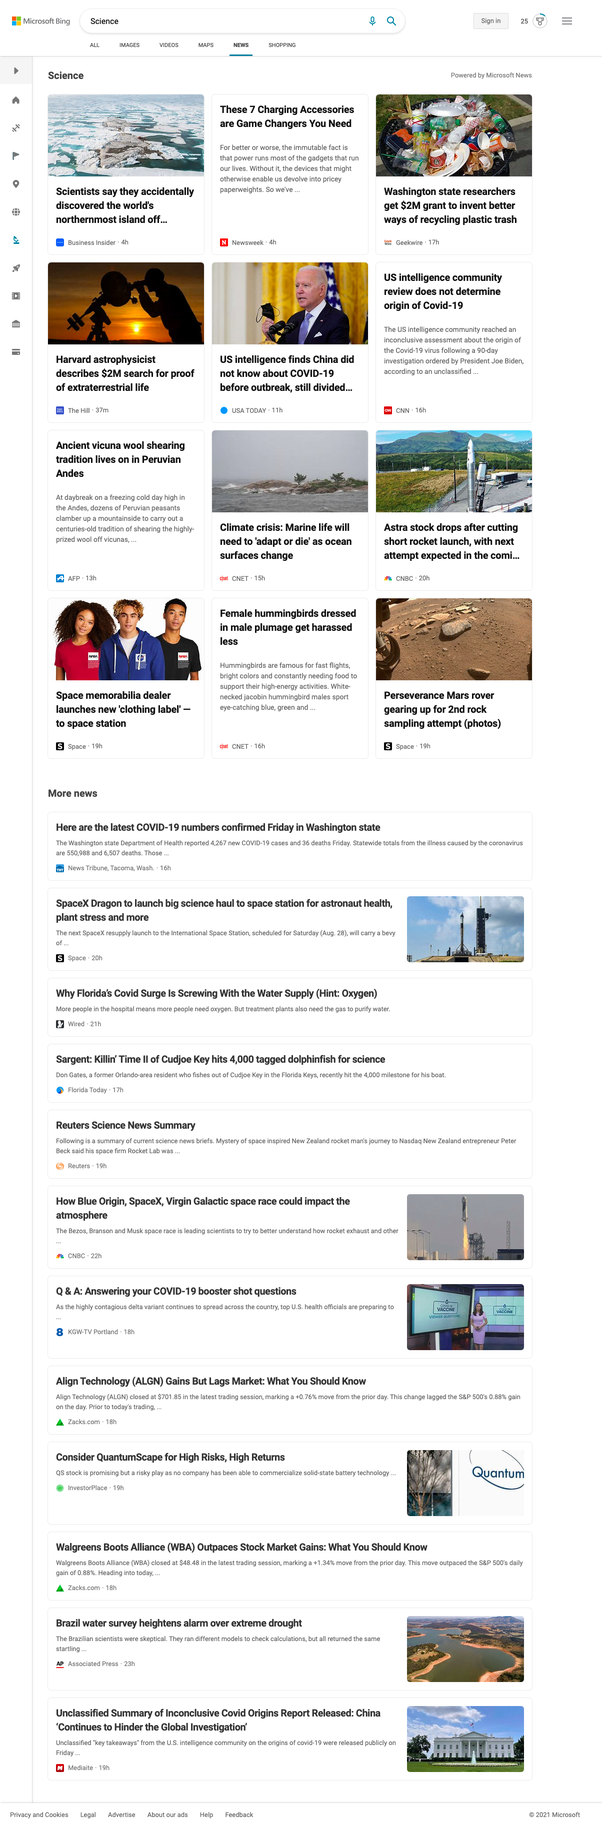 Microsoft Bing
Science
Sign in
25
ALL IMAGES VIDEOS MAPS NEWS SHOPPING
Science
Powered by Microsoft News
Scientists say they accidentally
discovered the world's
northernmost island off...
Business Insider · 4h
These 7 Charging Accessories
are Game Changers You Need
For better or worse, the immutable fact is
that power runs most of the gadgets that run
our lives. Without it, the devices that might
otherwise enable us devolve into pricey
paperweights. So we've ...
Newsweek · 4h
Washington state researchers
get $2M grant to invent better
ways of recycling plastic trash
Geekwire · 17h
Harvard astrophysicist
describes $2M search for proof
of extraterrestrial life
The Hill · 37m
US intelligence finds China did
not know about COVID-19
before outbreak, still divided...
USA TODAY · 11h
US intelligence community
review does not determine
origin of Covid-19
The US intelligence community reached an
inconclusive assessment about the origin of
the Covid-19 virus following a 90-day
investigation ordered by President Joe Biden,
according to an unclassified ...
CNN · 16h
Ancient vicuna wool shearing
tradition lives on in Peruvian
Andes
At daybreak on a freezing cold day high in
the Andes, dozens of Peruvian peasants
clamber up a mountainside to carry out a
centuries-old tradition of shearing the highly-
prized wool off vicunas, ...
AFP · 13h
Climate crisis: Marine life will
need to 'adapt or die' as ocean
surfaces change
CNET · 15h
Astra stock drops after cutting
short rocket launch, with next
attempt expected in the comi...
CNBC · 20h
Space memorabilia dealer
launches new 'clothing label' —
to space station
Space · 19h
Female hummingbirds dressed
in male plumage get harassed
less
Hummingbirds are famous for fast flights,
bright colors and constantly needing food to
support their high-energy activities. White-
necked jacobin hummingbird males sport
eye-catching blue, green and ...
CNET · 16h
Perseverance Mars rover
gearing up for 2nd rock
sampling attempt (photos)
Space · 19h
More news
Here are the latest COVID-19 numbers confirmed Friday in Washington state
The Washington state Department of Health reported 4,267 new COVID-19 cases and 36 deaths Friday. Statewide totals from the illness caused by the coronavirus
are 550,988 and 6,507 deaths. Those ...
News Tribune, Tacoma, Wash. · 16h
SpaceX Dragon to launch big science haul to space station for astronaut health,
plant stress and more
The next SpaceX resupply launch to the International Space Station, scheduled for Saturday (Aug. 28), will carry a bevy
of ...
Space · 20h
Why Florida's Covid Surge Is Screwing With the Water Supply (Hint: Oxygen)
More people in the hospital means more people need oxygen. But treatment plants also need the gas to purify water.
Wired · 21h
Sargent: Killin' Time II of Cudjoe Key hits 4,000 tagged dolphinfish for science
Don Gates, a former Orlando-area resident who fishes out of Cudjoe Key in the Florida Keys, recently hit the 4,000 milestone for his boat.
Florida Today · 17h
Reuters Science News Summary
Following is a summary of current science news briefs. Mystery of space inspired New Zealand rocket man's journey to Nasdaq New Zealand entrepreneur Peter
Beck said his space firm Rocket Lab was ...
Reuters · 19h
How Blue Origin, SpaceX, Virgin Galactic space race could impact the
atmosphere
The Bezos, Branson and Musk space race is leading scientists to try to better understand how rocket exhaust and other
...
CNBC · 22h
Q & A: Answering your COVID-19 booster shot questions
As the highly contagious delta variant continues to spread across the country, top U.S. health officials are preparing to
...
VACCINE
VACCINE
KGW-TV Portland · 18h
Align Technology (ALGN) Gains But Lags Market: What You Should Know
Align Technology (ALGN) closed at $701.85 in the latest trading session, marking a +0.76% move from the prior day. This change lagged the S&P 500's 0.88% gain
on the day. Prior to today's trading, ...
Zacks.com · 18h
Consider QuantumScape for High Risks, High Returns
QS stock is promising but a risky play as no company has been able to commercialize solid-state battery technology ...
Quantum
InvestorPlace · 19h
Walgreens Boots Alliance (WBA) Outpaces Stock Market Gains: What You Should Know
Walgreens Boots Alliance (WBA) closed at $48.48 in the latest trading session, marking a +1.34% move from the prior day. This move outpaced the S&P 500's daily
gain of 0.88%. Heading into today, ...
Zacks.com · 18h
Brazil water survey heightens alarm over extreme drought
The Brazilian scientists were skeptical. They ran different models to check calculations, but all returned the same
startling ...
Associated Press · 23h
Unclassified Summary of Inconclusive Covid Origins Report Released: China
'Continues to Hinder the Global Investigation'
Unclassified "key takeaways" from the U.S. intelligence community on the origins of covid-19 were released publicly on
Friday ...
Mediaite · 19h
Privacy and Cookies Legal Advertise About our ads Help Feedback
© 2021 Microsoft